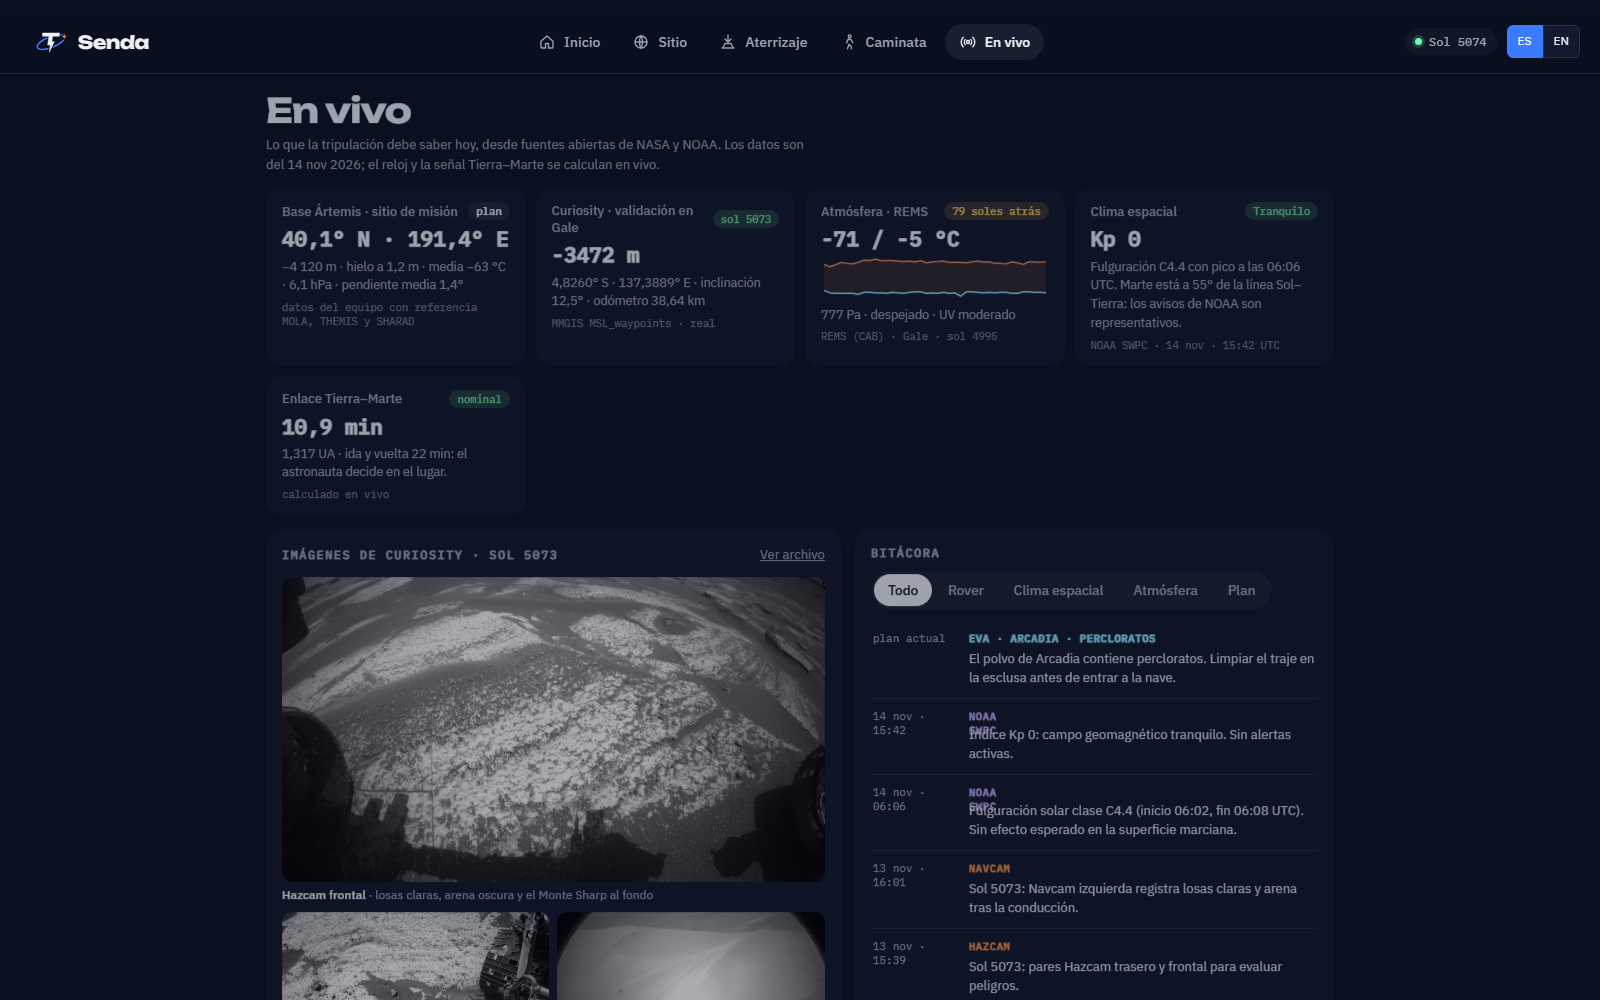 Senda
Inicio
Sitio
Aterrizaje
Caminata
En vivo
Sol 5074
ES
EN
En vivo
Lo que la tripulación debe saber hoy, desde fuentes abiertas de NASA y NOAA. Los datos son
del 14 nov 2026; el reloj y la señal Tierra–Marte se calculan en vivo.
Base Ártemis · sitio de misión
plan
40,1° N · 191,4° E
−4 120 m · hielo a 1,2 m · media −63 °C
· 6,1 hPa · pendiente media 1,4°
datos del equipo con referencia
MOLA, THEMIS y SHARAD
Curiosity · validación en
Gale
sol 5073
-3472 m
4,8260° S · 137,3889° E · inclinación
12,5° · odómetro 38,64 km
MMGIS MSL_waypoints · real
Atmósfera · REMS
79 soles atrás
-71 / -5 °C
777 Pa · despejado · UV moderado
REMS (CAB) · Gale · sol 4995
Clima espacial
Tranquilo
Kp 0
Fulguración C4.4 con pico a las 06:06
UTC. Marte está a 55° de la línea Sol–
Tierra: los avisos de NOAA son
representativos.
NOAA SWPC · 14 nov · 15:42 UTC
Enlace Tierra–Marte
nominal
10,9 min
1,317 UA · ida y vuelta 22 min: el
astronauta decide en el lugar.
calculado en vivo
IMÁGENES DE CURIOSITY · SOL 5073
Ver archivo
Hazcam frontal · losas claras, arena oscura y el Monte Sharp al fondo
BITÁCORA
Todo
Rover
Clima espacial
Atmósfera
Plan
plan actual
EVA · ARCADIA · PERCLORATOS
El polvo de Arcadia contiene percloratos. Limpiar el traje en
la esclusa antes de entrar a la nave.
14 nov ·
15:42
NOAA
SWPC
Índice Kp 0: campo geomagnético tranquilo. Sin alertas
activas.
14 nov ·
06:06
NOAA
SWPC
Fulguración solar clase C4.4 (inicio 06:02, fin 06:08 UTC).
Sin efecto esperado en la superficie marciana.
13 nov ·
16:01
NAVCAM
Sol 5073: Navcam izquierda registra losas claras y arena
tras la conducción.
13 nov ·
15:39
HAZCAM
Sol 5073: pares Hazcam trasero y frontal para evaluar
peligros.